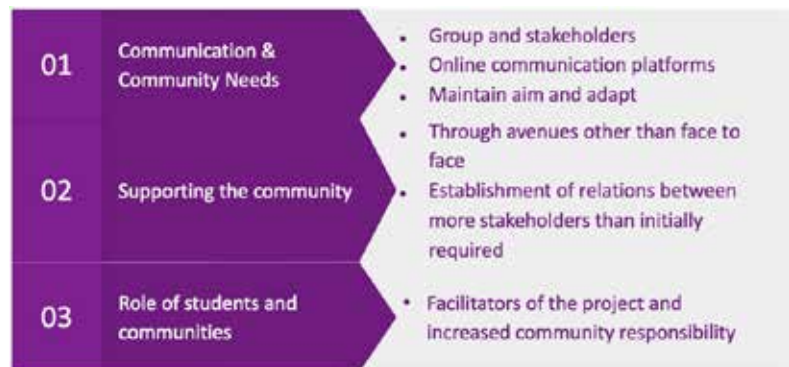 01
Communication &
Community Needs
• Group and stakeholders
• Online communication platforms
• Maintain aim and adapt
02
Supporting the community
• Through avenues other than face to
face
• Establishment of relations between
more stakeholders than initially
required
03
Role of students and
communities
• Facilitators of the project and
increased community responsibility